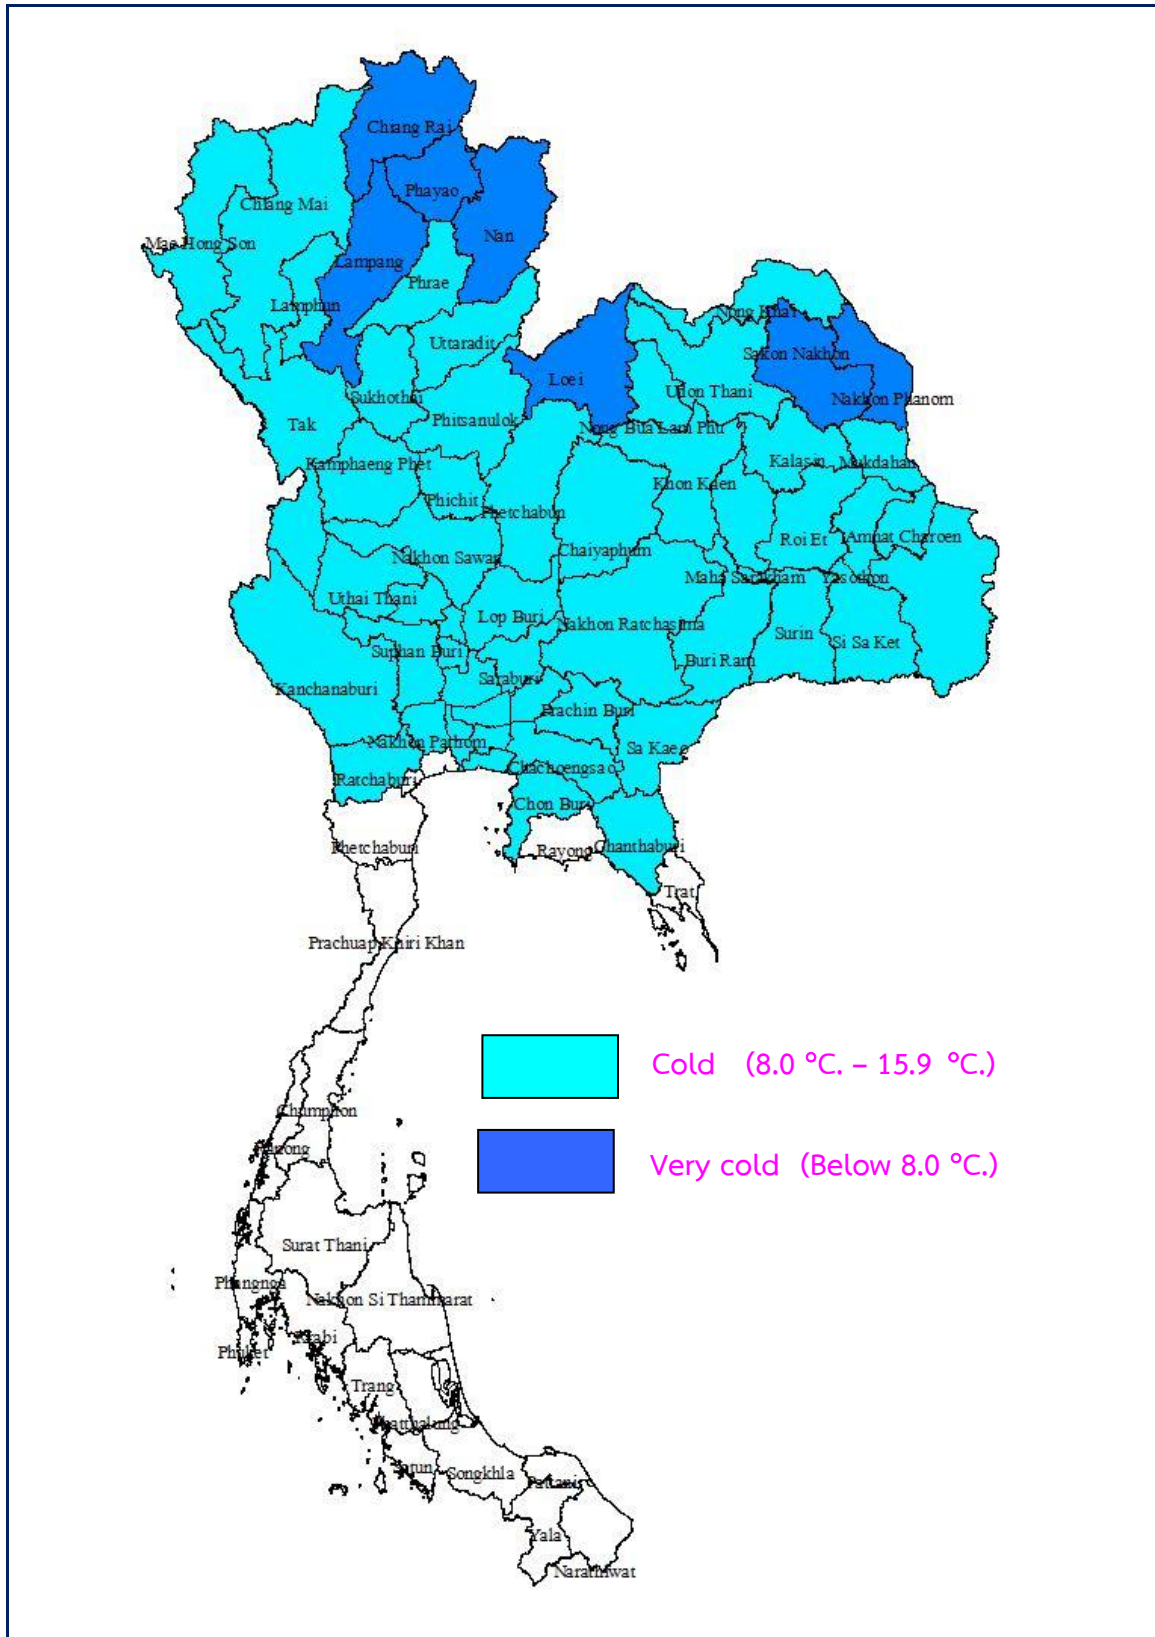 Chiang Rai
Phayao
Chiang Mai
Nan
Mae Hong Son
Lampang
Phrae
Lamphun
Nong Khai
Uttaradit
Sakon Nakhon
Loei
Udon Thani
Sukhothai
Nakhon Phanom
Phitsanulok
Tak
Nong Bua Lam Phu
Kamphaeng Phet
Kalasin
Mukdahan
Khon Kaen
Phichit
Phetchabun
Roi Et
Amnat Charoen
Chaiyaphum
Nakhon Sawan
Maha Sarakham
Yasothon
Uthai Thani
Lop Buri
Nakhon Ratchasima
Surin
Si Sa Ket
Suphan Buri
Buri Ram
Saraburi
Kanchanaburi
Prachin Buri
Nakhon Pathom
Sa Kaeo
Chachoengsao
Ratchaburi
Chon Buri
Phetchaburi
Rayong
Chanthaburi
Trat
Prachuap Khiri Khan
Cold (8.0 °C. – 15.9 °C.)
Chumphon
Ranong
Very cold (Below 8.0 °C.)
Surat Thani
Phangnga
Nakhon Si Thammarat
Krabi
Phuket
Trang
Phatthalung
Satun
Songkhla
Pattani
Yala
Narathiwat